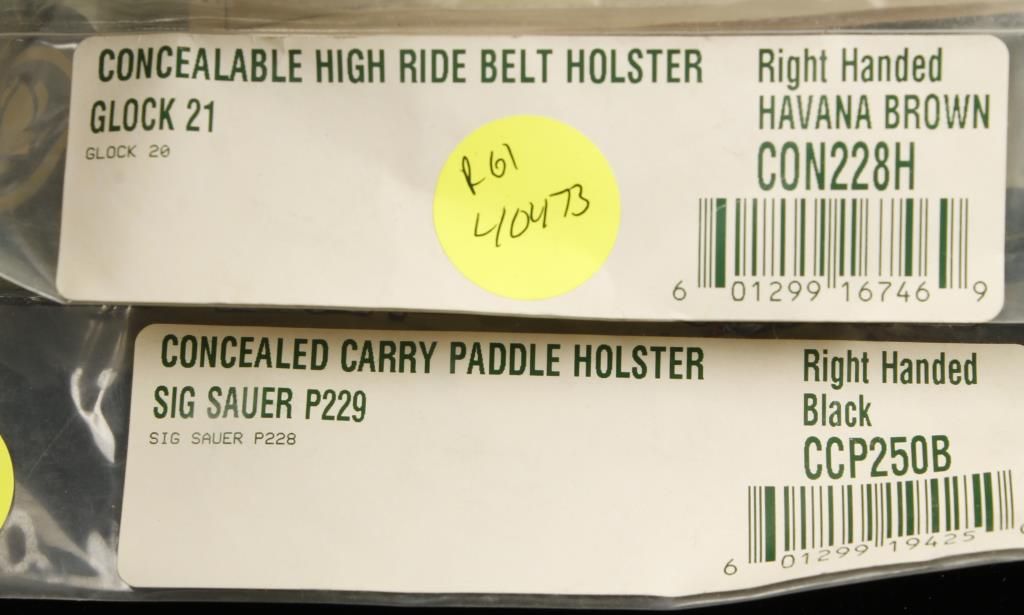 CONCEALABLE HIGH RIDE BELT HOLSTER
GLOCK 21
GLOCK 20
Right Handed
HAVANA BROWN
CON228H
6 01299 16746 9
R61
40473
CONCEALED CARRY PADDLE HOLSTER
SIG SAUER P229
SIG SAUER P228
Right Handed
Black
CCP250B
6 01299 19425